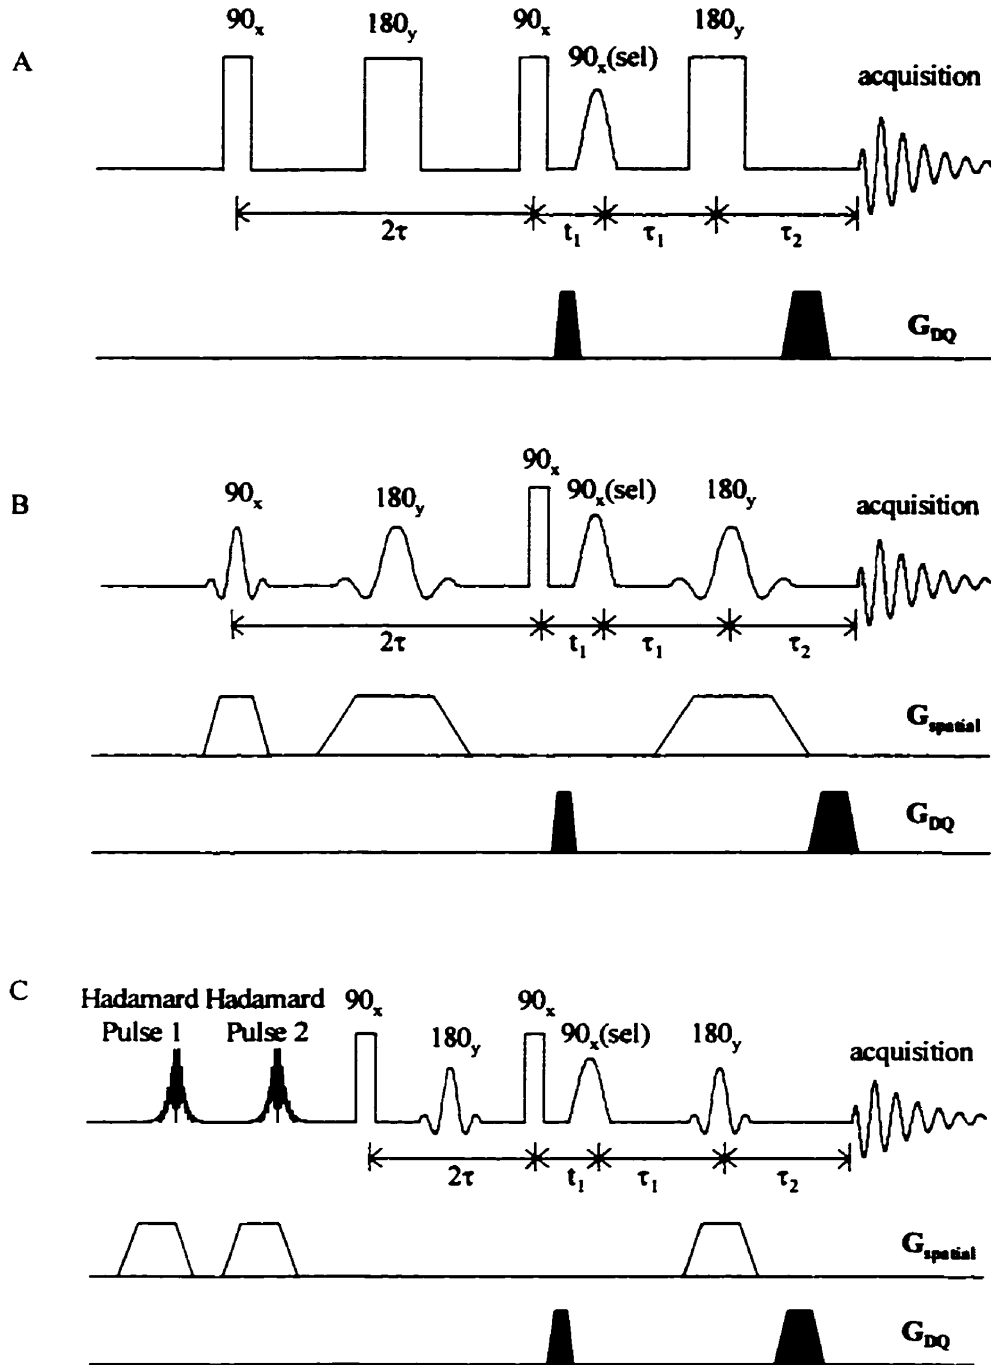 A
90x 180y 90x 180y
90x(sel)
acquisition
2τ t1 τ1 τ2
GDQ
B
90x
90x 180y 90x(sel) 180y
acquisition
2τ t1 τ1 τ2
Gspatial
GDQ
C
Hadamard Hadamard 90x 90x
Pulse 1 Pulse 2 180y 90x(sel) 180y
acquisition
2τ t1 τ1 τ2
Gspatial
GDQ